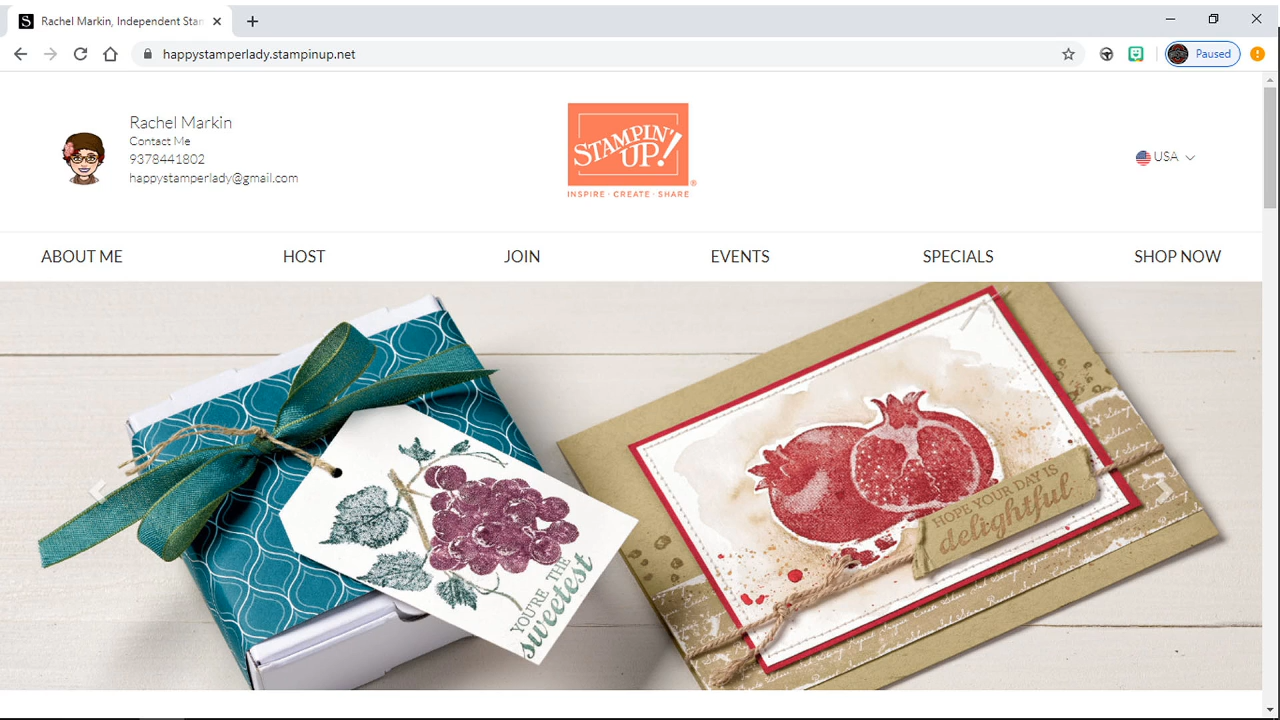 Rachel Markin, Independent Stam
happystamperlady.stampinup.net
Paused
Rachel Markin
Contact Me
9378441802
happystamperlady@gmail.com
STAMPIN' UP!®
INSPIRE · CREATE · SHARE
USA
ABOUT ME
HOST
JOIN
EVENTS
SPECIALS
SHOP NOW
YOU'RE THE
sweetest
HOPE YOUR DAY IS
delightful